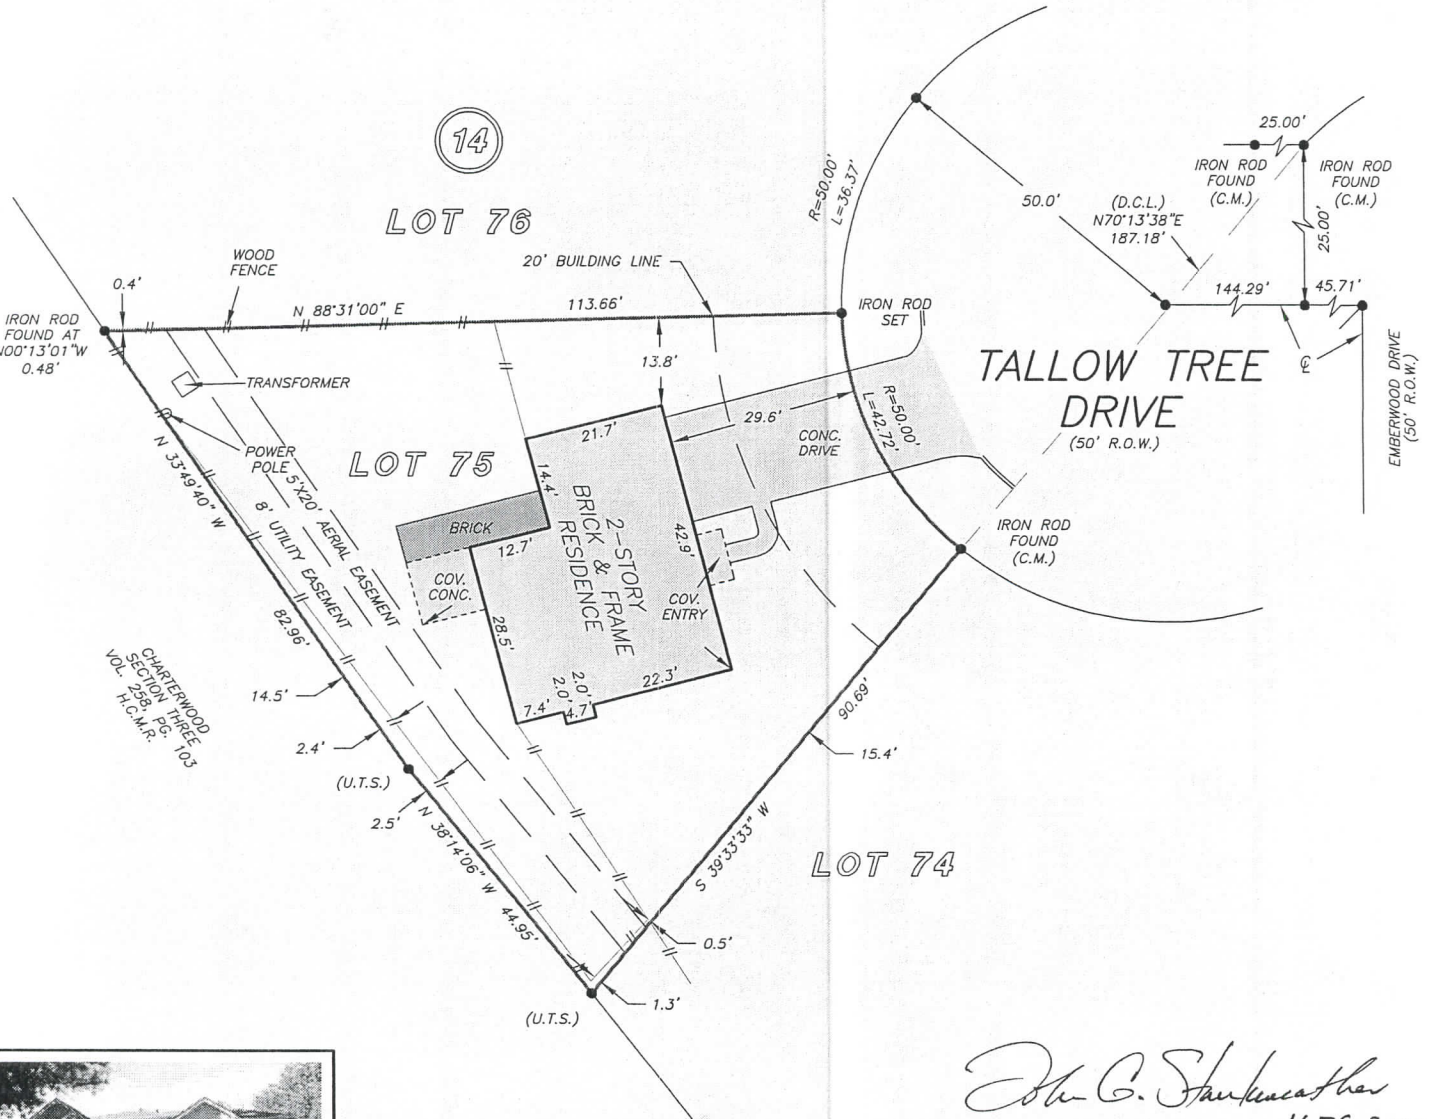 14
LOT 76
R=50.00'
L=36.37'
50.0'
25.00'
IRON ROD
FOUND
(C.M.)
IRON ROD
FOUND
(C.M.)
25.00'
(D.C.L.)
N70°13'38"E
187.18'
144.29'
45.71'
WOOD
FENCE
20' BUILDING LINE
0.4'
N 88°31'00" E
113.66'
IRON ROD
SET
IRON ROD
FOUND AT
N00°13'01"W
0.48'
TRANSFORMER
13.8'
TALLOW TREE
DRIVE
(50' R.O.W.)
℄
EMBERWOOD DRIVE
(50' R.O.W.)
R=50.00'
L=42.72'
29.6'
CONC.
DRIVE
21.7'
POWER
POLE
LOT 75
14.4'
N 33°49'40" W
82.96'
5'X20' AERIAL EASEMENT
8' UTILITY EASEMENT
BRICK
12.7'
2-STORY
BRICK & FRAME
RESIDENCE
42.9'
COV.
CONC.
COV.
ENTRY
IRON ROD
FOUND
(C.M.)
28.5'
CHARTERWOOD
SECTION THREE
VOL. 258, PG. 103
H.C.M.R.
14.5'
7.4'
2.0'
2.0'
4.7'
22.3'
90.69'
15.4'
2.4'
(U.T.S.)
2.5'
N 38°14'06" W
44.95'
S 39°33'33" W
LOT 74
0.5'
1.3'
(U.T.S.)